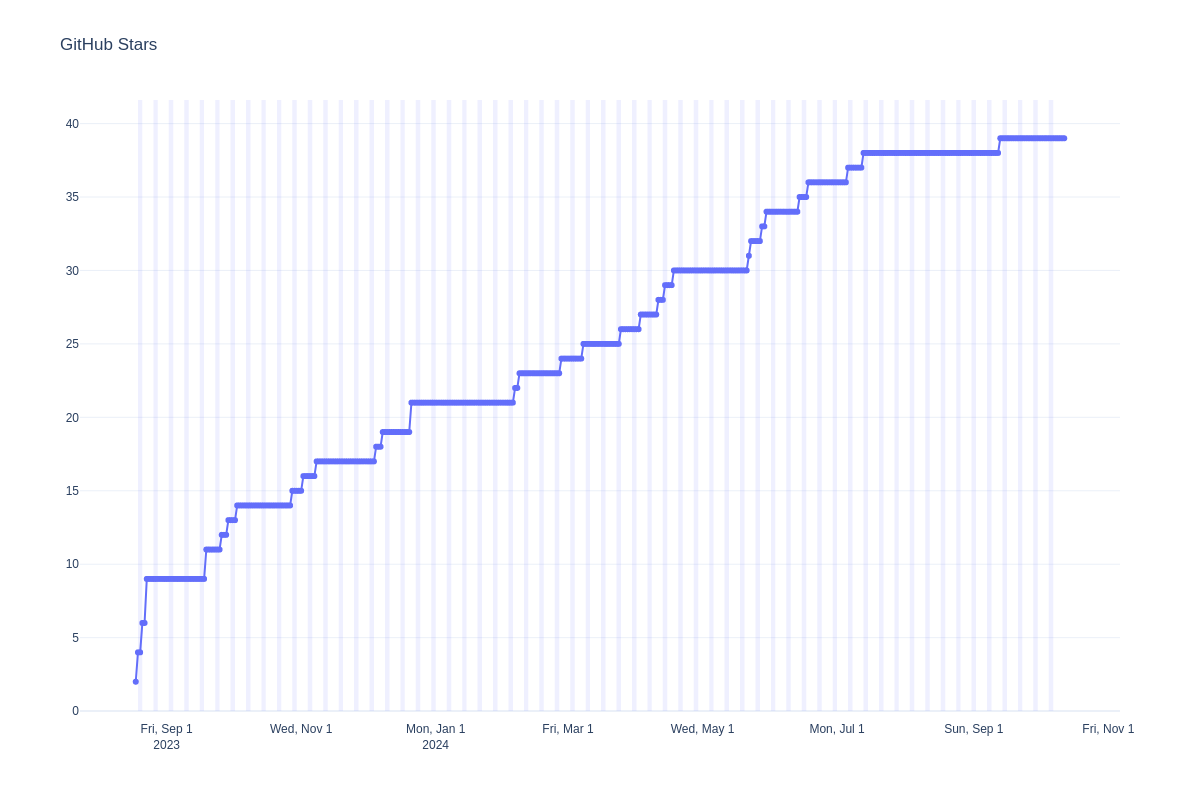 GitHub Stars
40
35
30
25
20
15
10
5
0
Fri, Sep 1
2023
Wed, Nov 1
Mon, Jan 1
2024
Fri, Mar 1
Wed, May 1
Mon, Jul 1
Sun, Sep 1
Fri, Nov 1